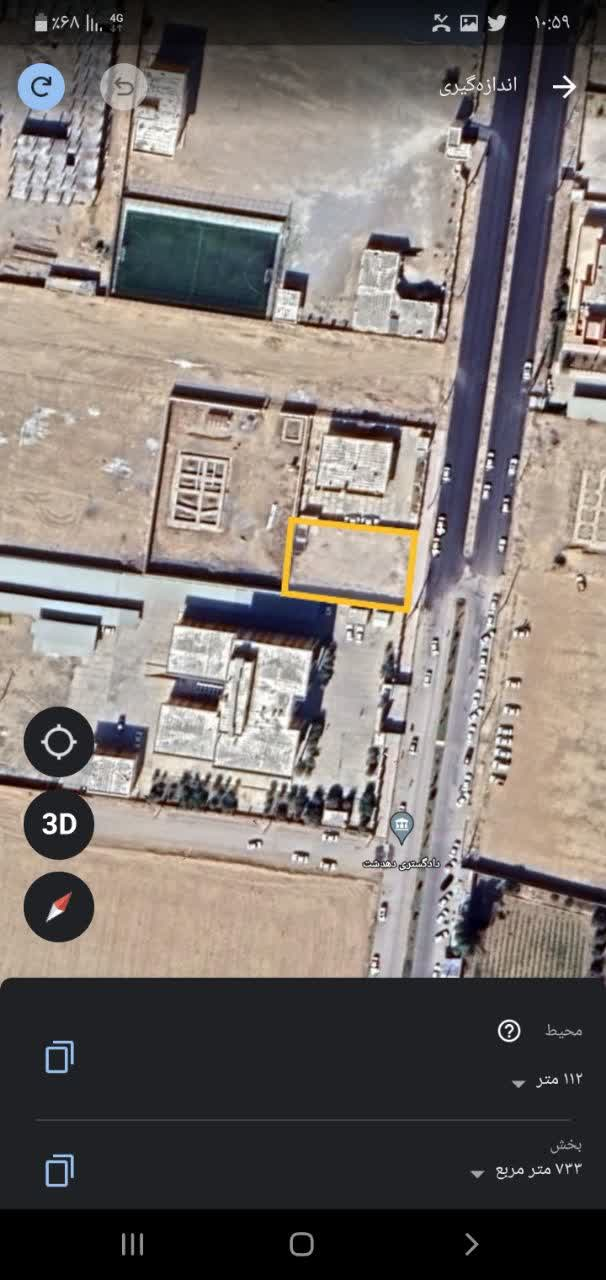 ۱۰:۵۹
4G ٪۶۸
اندازه‌گیری
دادگستری دهدشت
3D
محیط
۱۱۲ متر
بخش
۷۳۳ متر مربع